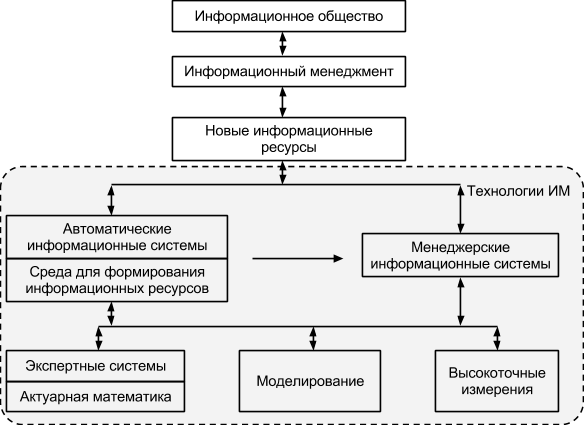 Информационное общество
Информационный менеджмент
Новые информационные
ресурсы
Технологии ИМ
Автоматические
информационные системы
Среда для формирования
информационных ресурсов
Менеджерские
информационные системы
Экспертные системы
Актуарная математика
Моделирование
Высокоточные
измерения